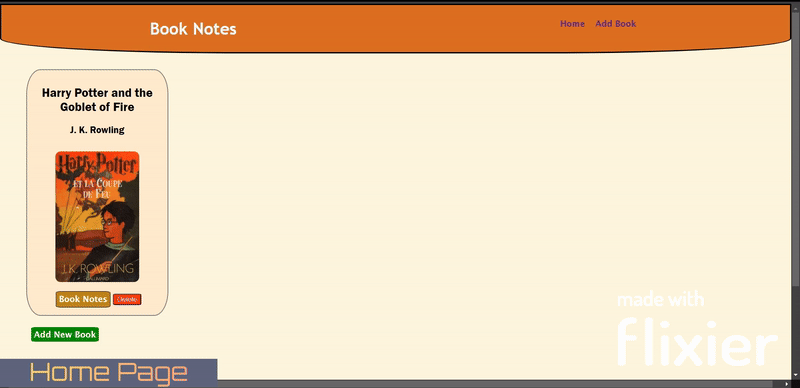 Book Notes
Home
Add Book
Harry Potter and the
Goblet of Fire
J. K. Rowling
Harry Potter
ET LA COUPE
DE FEU
J.K. ROWLING
GALLIMARD
Book Notes
Add New Book
made with
flixier
Home Page